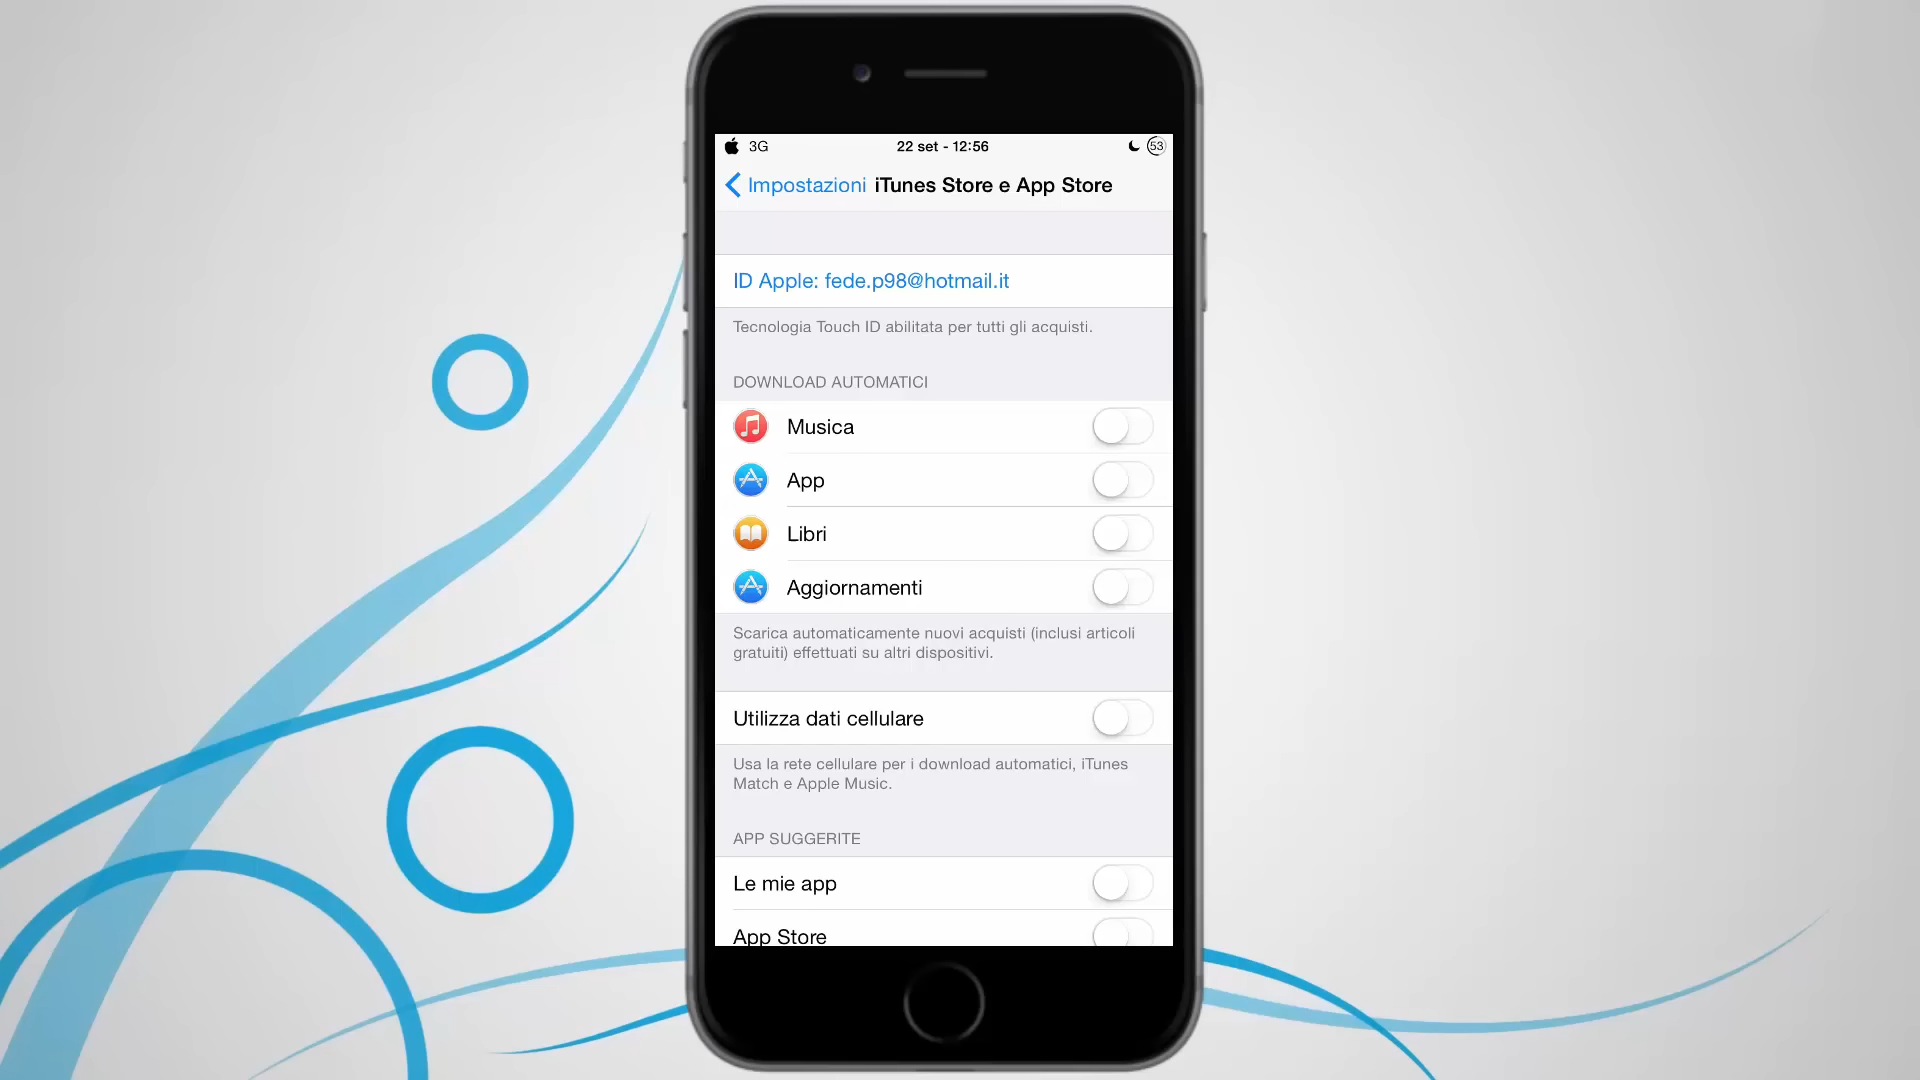 3G
22 set - 12:56
53
Impostazioni
iTunes Store e App Store
ID Apple: fede.p98@hotmail.it
Tecnologia Touch ID abilitata per tutti gli acquisti.
DOWNLOAD AUTOMATICI
Musica
App
Libri
Aggiornamenti
Scarica automaticamente nuovi acquisti (inclusi articoli
gratuiti) effettuati su altri dispositivi.
Utilizza dati cellulare
Usa la rete cellulare per i download automatici, iTunes
Match e Apple Music.
APP SUGGERITE
Le mie app
App Store